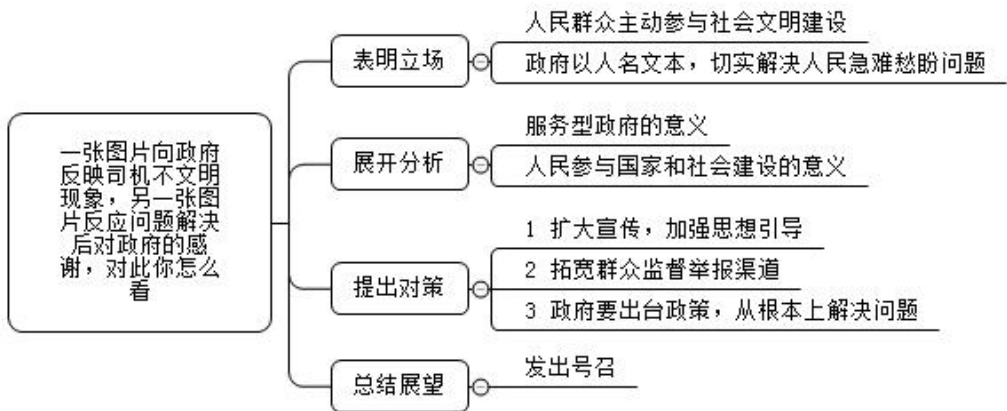 一张图片向政府
反映司机不文明
现象，另一张图
片反应问题解决
后对政府的感
谢，对此你怎么
看
表明立场
人民群众主动参与社会文明建设
政府以人名文本，切实解决人民急难愁盼问题
展开分析
服务型政府的意义
人民参与国家和社会建设的意义
提出对策
1 扩大宣传，加强思想引导
2 拓宽群众监督举报渠道
3 政府要出台政策，从根本上解决问题
总结展望
发出号召